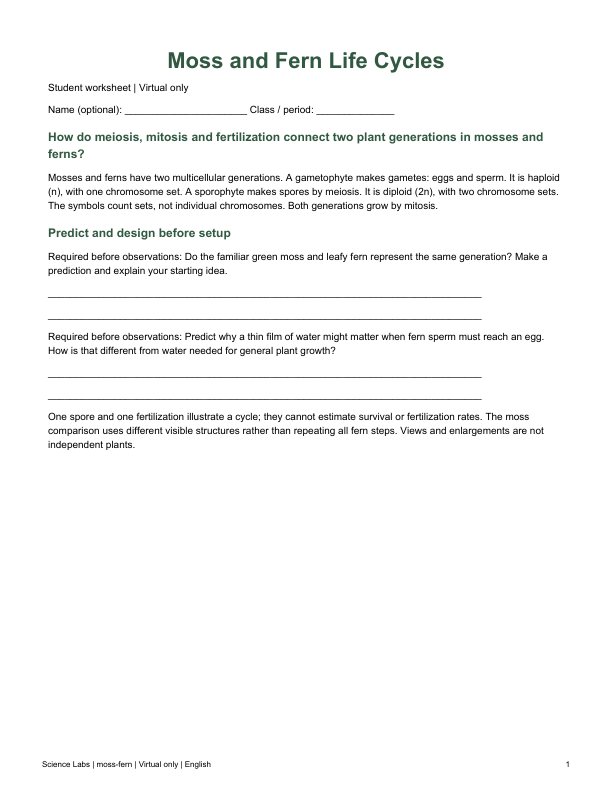 Moss and Fern Life Cycles
Student worksheet | Virtual only
Name (optional): ______________________ Class / period: ______________
How do meiosis, mitosis and fertilization connect two plant generations in mosses and
ferns?
Mosses and ferns have two multicellular generations. A gametophyte makes gametes: eggs and sperm. It is haploid
(n), with one chromosome set. A sporophyte makes spores by meiosis. It is diploid (2n), with two chromosome sets.
The symbols count sets, not individual chromosomes. Both generations grow by mitosis.
Predict and design before setup
Required before observations: Do the familiar green moss and leafy fern represent the same generation? Make a
prediction and explain your starting idea.
Required before observations: Predict why a thin film of water might matter when fern sperm must reach an egg.
How is that different from water needed for general plant growth?
One spore and one fertilization illustrate a cycle; they cannot estimate survival or fertilization rates. The moss
comparison uses different visible structures rather than repeating all fern steps. Views and enlargements are not
independent plants.
Science Labs | moss-fern | Virtual only | English
1